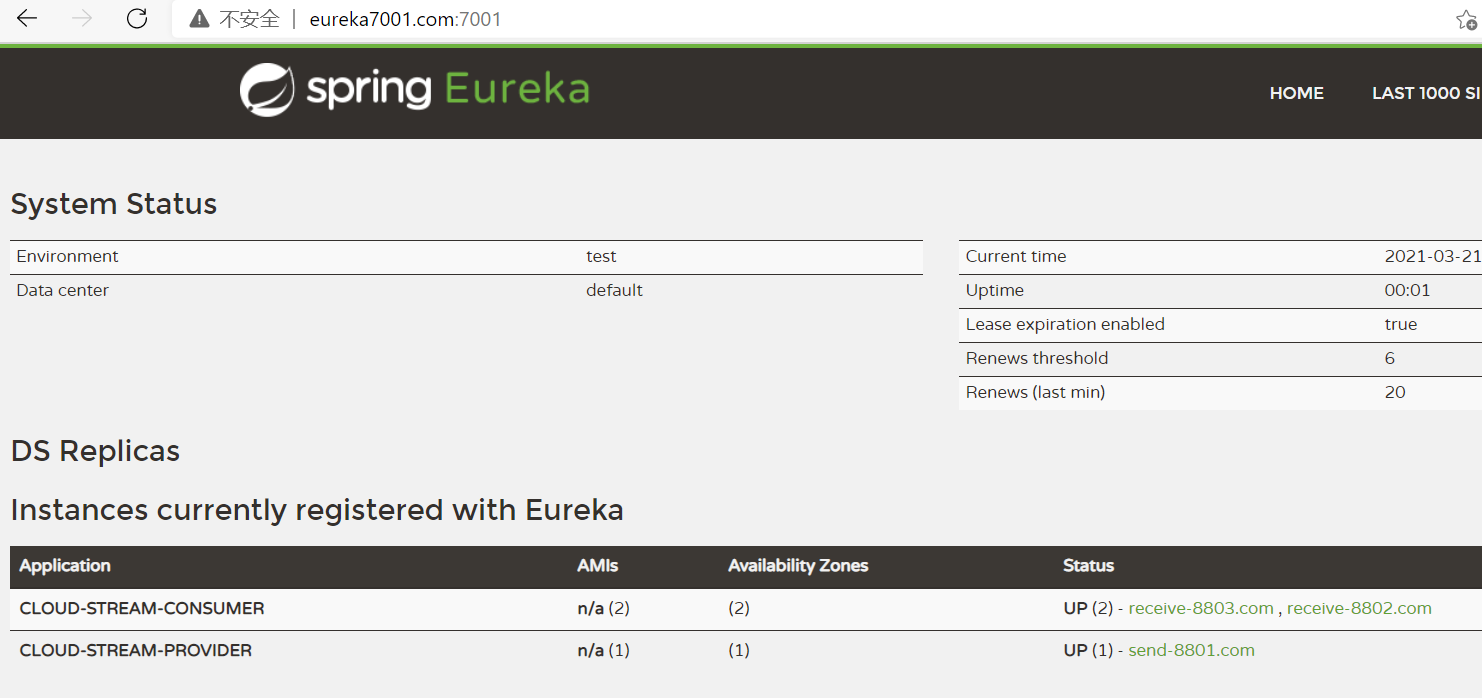 不安全 | eureka7001.com:7001
spring Eureka
HOME LAST 1000 SI
System Status
Environment test
Data center default
Current time 2021-03-21
Uptime 00:01
Lease expiration enabled true
Renews threshold 6
Renews (last min) 20
DS Replicas
Instances currently registered with Eureka
Application AMIs Availability Zones Status
CLOUD-STREAM-CONSUMER n/a (2) (2) UP (2) - receive-8803.com , receive-8802.com
CLOUD-STREAM-PROVIDER n/a (1) (1) UP (1) - send-8801.com